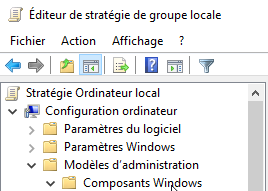 Éditeur de stratégie de groupe locale
Fichier Action Affichage ?
Stratégie Ordinateur local
Configuration ordinateur
Paramètres du logiciel
Paramètres Windows
Modèles d'administration
Composants Windows